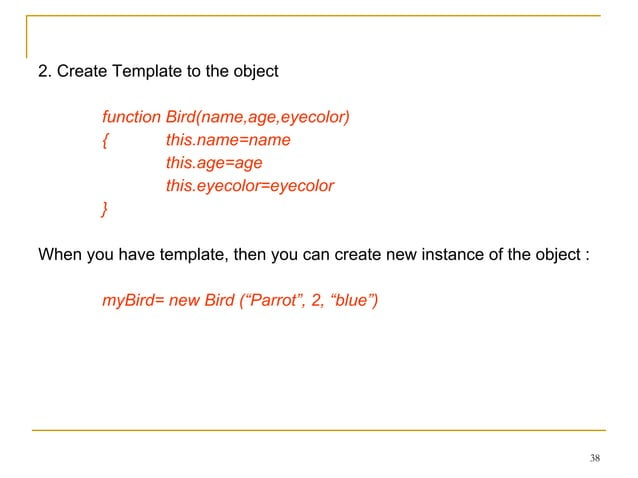 2. Create Template to the object
function Bird(name,age,eyecolor)
{ this.name=name
this.age=age
this.eyecolor=eyecolor
}
When you have template, then you can create new instance of the object :
myBird= new Bird (“Parrot”, 2, “blue”)
38